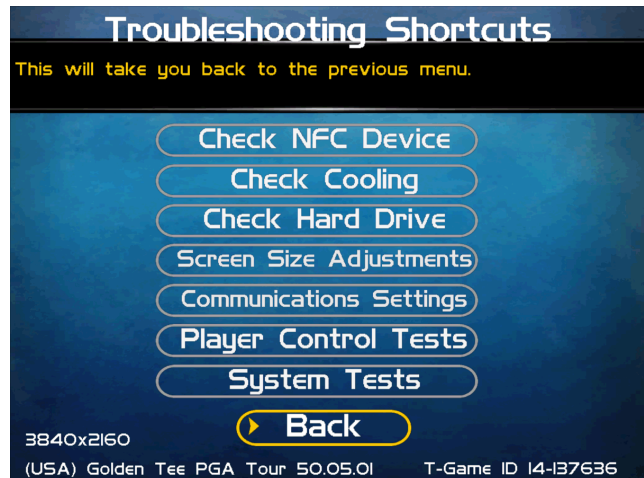 Troubleshooting Shortcuts
This will take you back to the previous menu.
Check NFC Device
Check Cooling
Check Hard Drive
Screen Size Adjustments
Communications Settings
Player Control Tests
System Tests
Back
3840x2160
(USA) Golden Tee PGA Tour 50.05.01 T-Game ID 14-137636